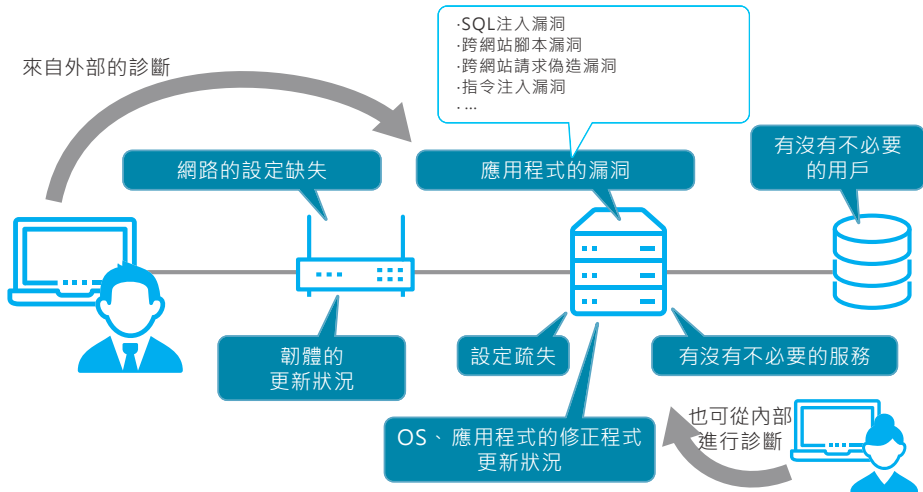 ·SQL注入漏洞
·跨網站腳本漏洞
·跨網站請求偽造漏洞
·指令注入漏洞
· ...
來自外部的診斷
網路的設定缺失
應用程式的漏洞
有沒有不必要
的用戶
韌體的
更新狀況
設定疏失
有沒有不必要的服務
OS、應用程式的修正程式
更新狀況
也可從內部
進行診斷